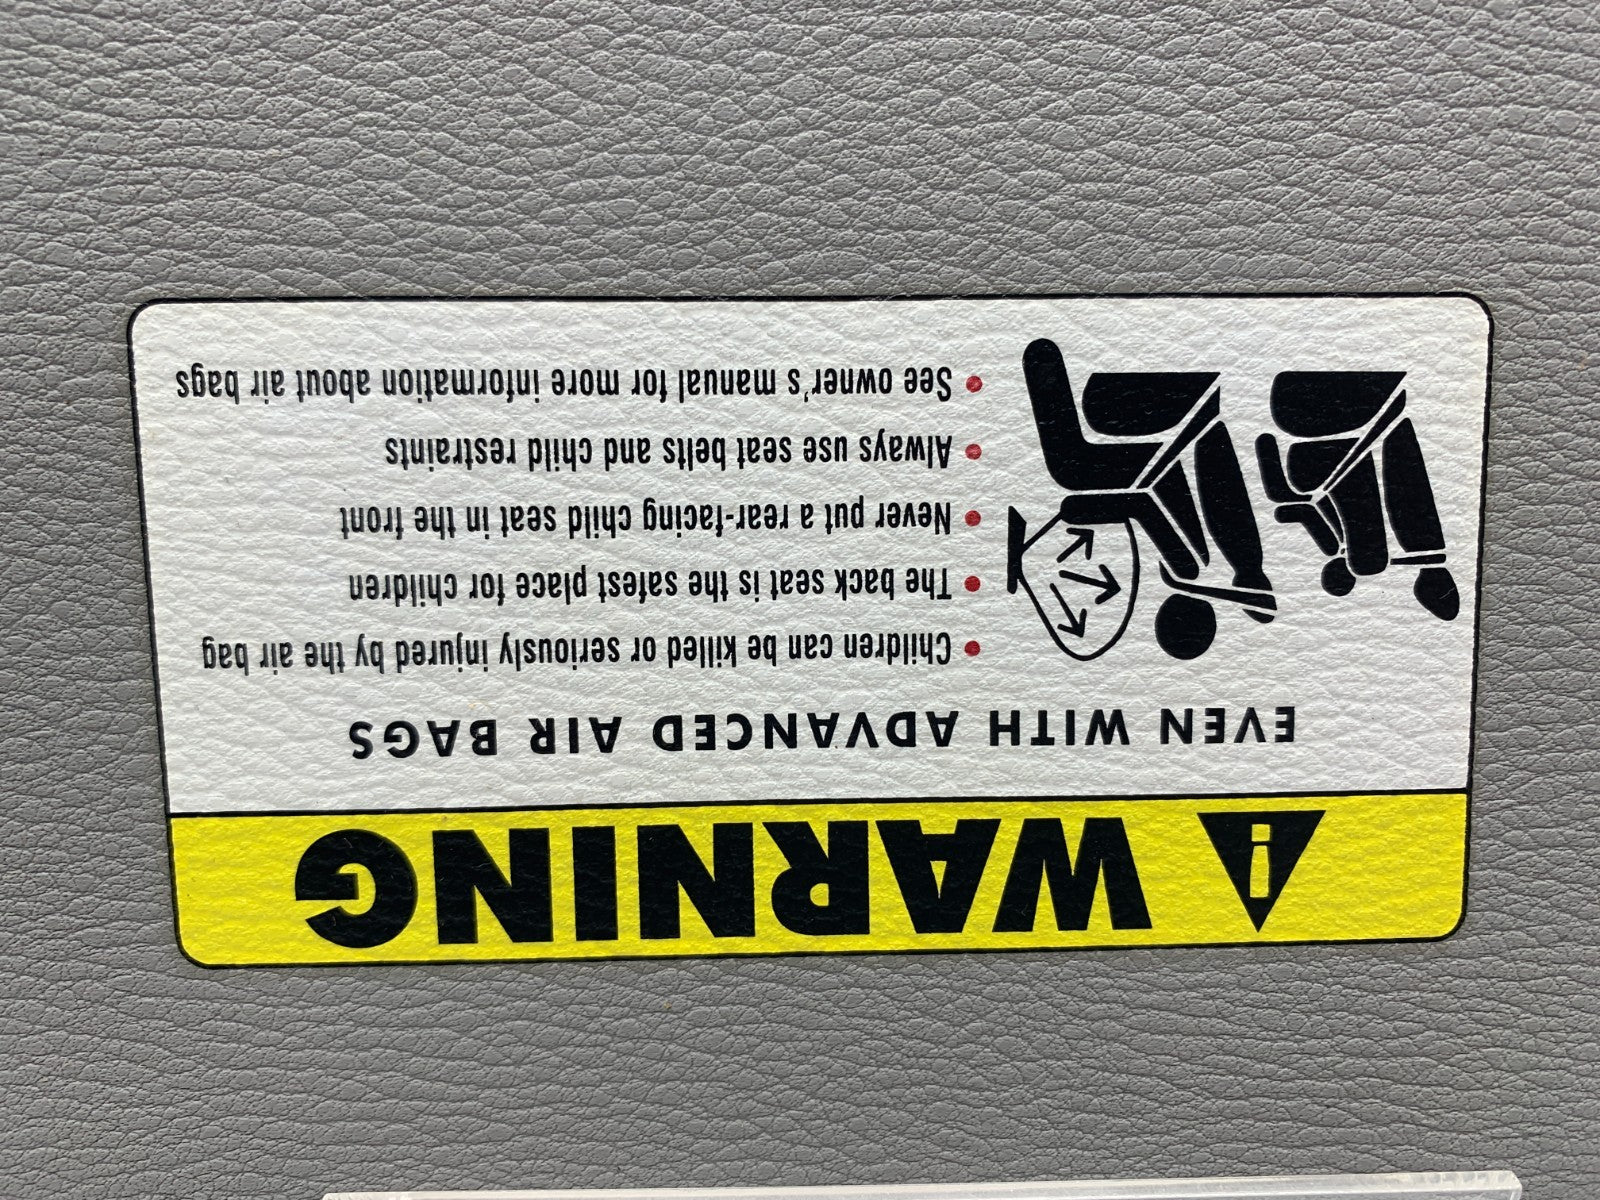 WARNING
EVEN WITH ADVANCED AIR BAGS
• Children can be killed or seriously injured by the air bag
• The back seat is the safest place for children
• Never put a rear-facing child seat in the front
• Always use seat belts and child restraints
• See owner's manual for more information about air bags